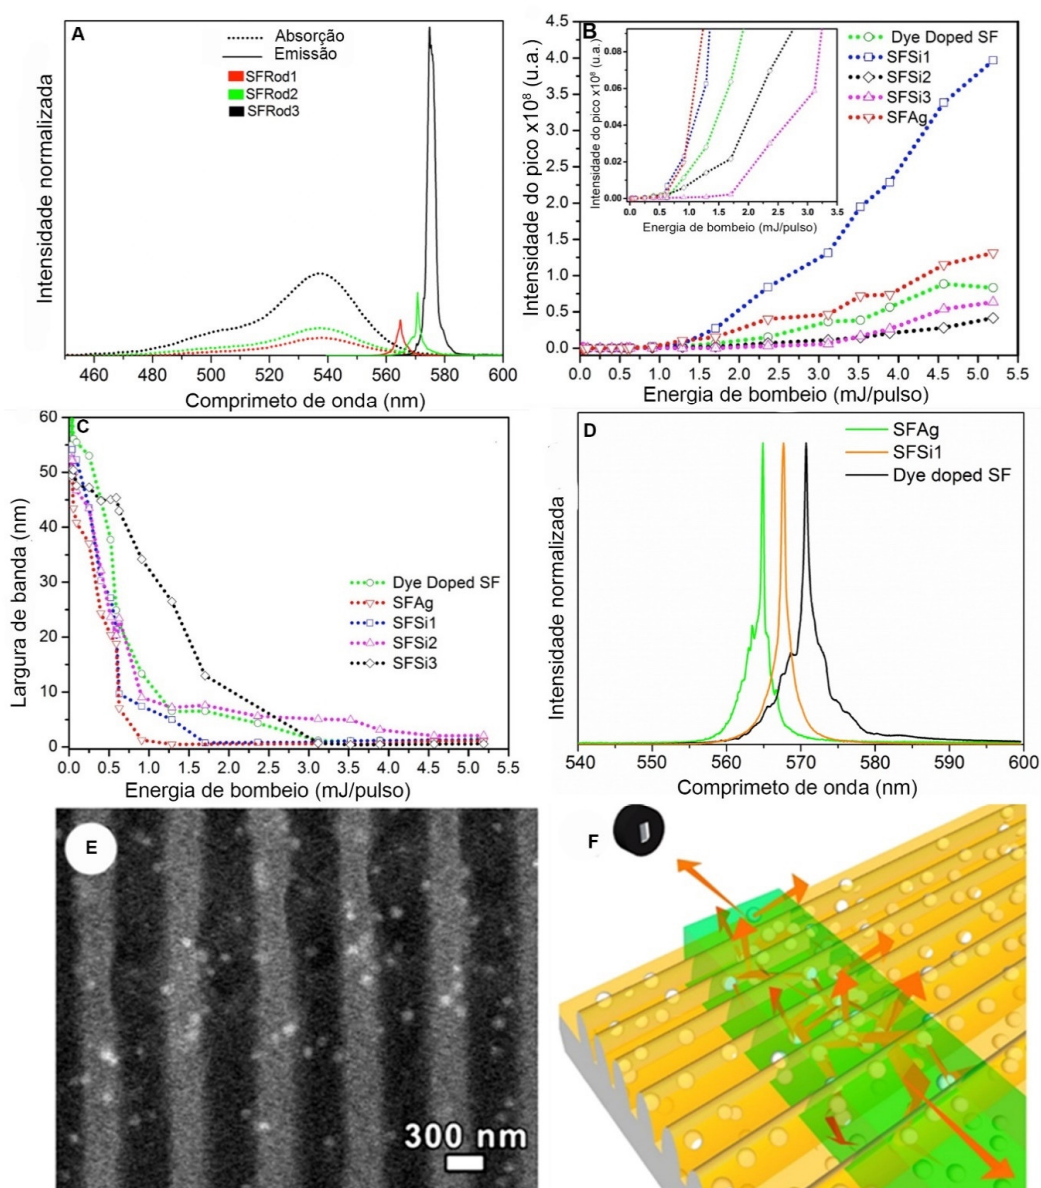 A
Absorção
Emissão
SFRod1
SFRod2
SFRod3
Intensidade normalizada
460 480 500 520 540 560 580 600
Comprimeto de onda (nm)
B
Intensidade do pico x10⁸ (u.a.)
4.5
4.0
3.5
3.0
2.5
2.0
1.5
1.0
0.5
0.0
0.0 0.5 1.0 1.5 2.0 2.5 3.0 3.5 4.0 4.5 5.0 5.5
Energia de bombeio (mJ/pulso)
Dye Doped SF
SFSi1
SFSi2
SFSi3
SFAg
Intensidade do pico x10⁸ (u.a.)
0.08
0.06
0.04
0.02
0.00
0.0 0.5 1.0 1.5 2.0 2.5 3.0 3.5
Energia de bombeio (mJ/pulso)
C
Largura de banda (nm)
60
50
40
30
20
10
0
0.0 0.5 1.0 1.5 2.0 2.5 3.0 3.5 4.0 4.5 5.0 5.5
Energia de bombeio (mJ/pulso)
Dye Doped SF
SFAg
SFSi1
SFSi2
SFSi3
D
SFAg
SFSi1
Dye doped SF
Intensidade normalizada
540 550 560 570 580 590 600
Comprimeto de onda (nm)
E
300 nm
F